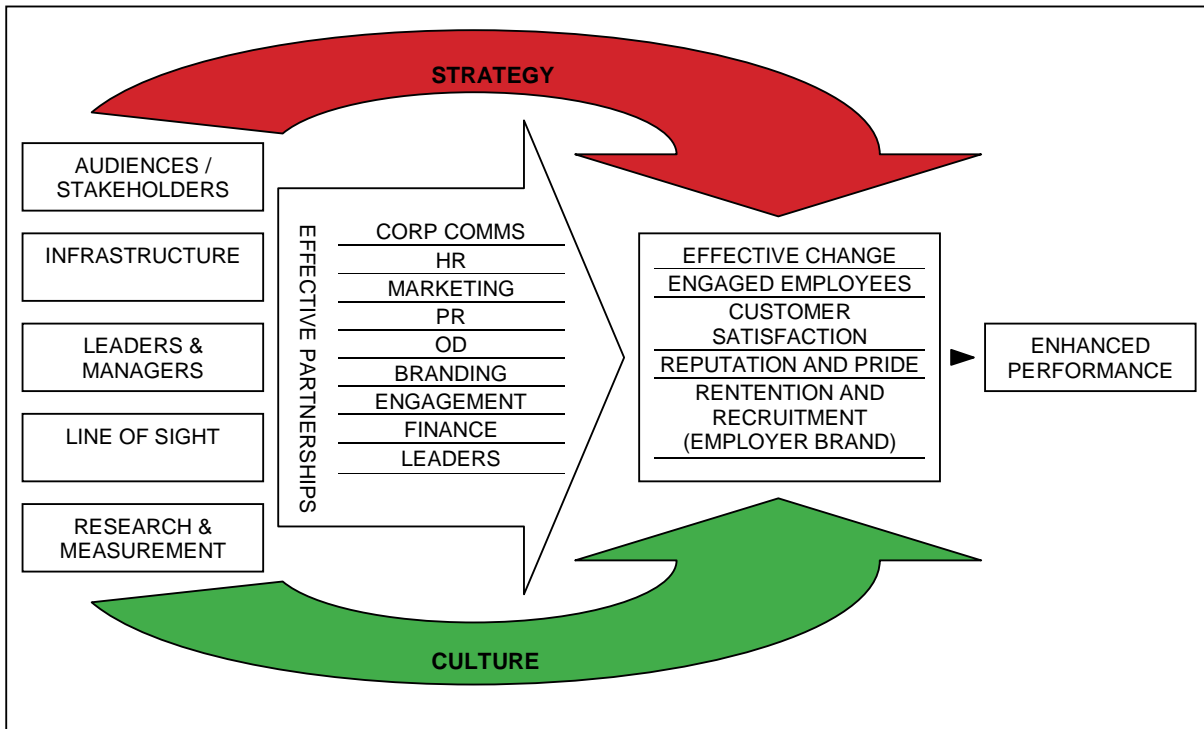 STRATEGY
AUDIENCES /
STAKEHOLDERS
INFRASTRUCTURE
LEADERS &
MANAGERS
LINE OF SIGHT
RESEARCH &
MEASUREMENT
EFFECTIVE PARTNERSHIPS
CORP COMMS
HR
MARKETING
PR
OD
BRANDING
ENGAGEMENT
FINANCE
LEADERS
EFFECTIVE CHANGE
ENGAGED EMPLOYEES
CUSTOMER
SATISFACTION
REPUTATION AND PRIDE
RENTENTION AND
RECRUITMENT
(EMPLOYER BRAND)
ENHANCED
PERFORMANCE
CULTURE